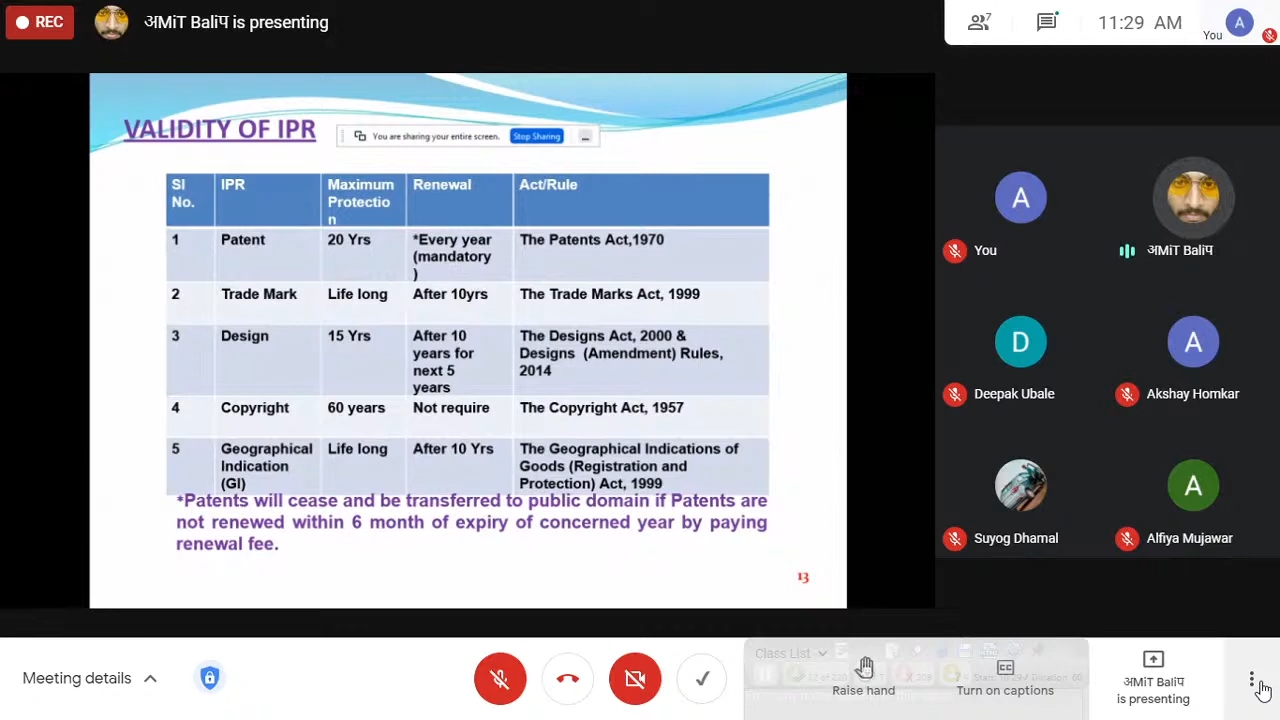 REC
अMiT Baliप is presenting
7
11:29 AM
You
A
VALIDITY OF IPR
You are sharing your entire screen.
Stop Sharing
Sl No. IPR Maximum Protection Renewal Act/Rule
1 Patent 20 Yrs *Every year (mandatory) The Patents Act,1970
2 Trade Mark Life long After 10yrs The Trade Marks Act, 1999
3 Design 15 Yrs After 10 years for next 5 years The Designs Act, 2000 & Designs (Amendment) Rules, 2014
4 Copyright 60 years Not require The Copyright Act, 1957
5 Geographical Indication (GI) Life long After 10 Yrs The Geographical Indications of Goods (Registration and Protection) Act, 1999
*Patents will cease and be transferred to public domain if Patents are
not renewed within 6 month of expiry of concerned year by paying
renewal fee.
13
A
You
अMiT Baliप
D
Deepak Ubale
A
Akshay Homkar
Suyog Dhamal
A
Alfiya Mujawar
Meeting details
Class List
Raise hand
Turn on captions
अMiT Baliप
is presenting